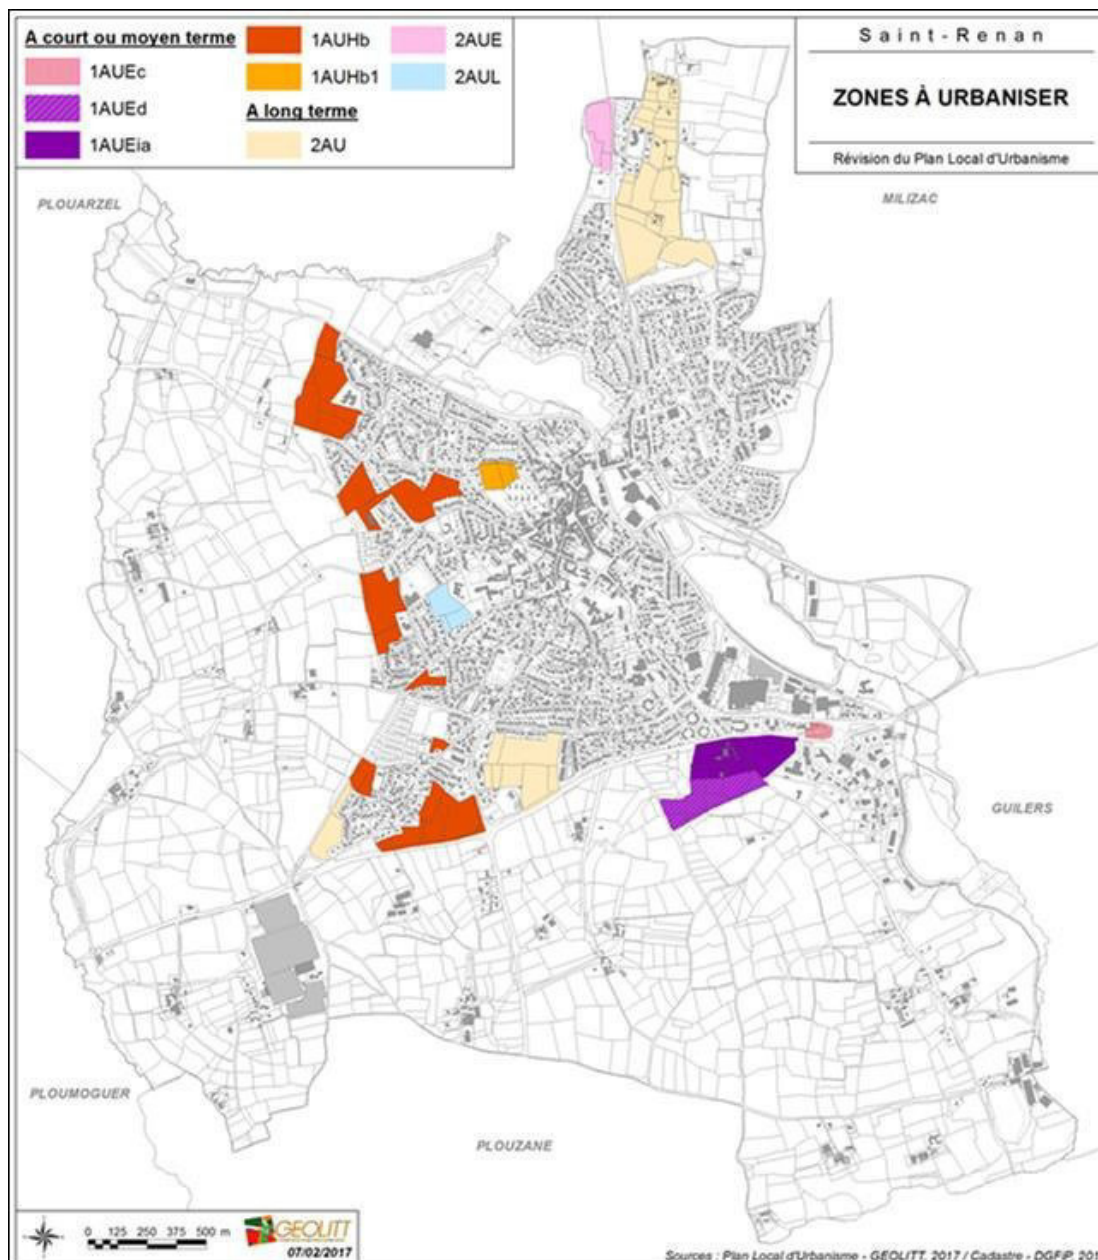 A court ou moyen terme
1AUEc
1AUEd
1AUEia
1AUHb
1AUHb1
A long terme
2AU
2AUE
2AUL
Saint-Renan
ZONES À URBANISER
Révision du Plan Local d'Urbanisme
PLOUARZEL
MILIZAC
GUILERS
PLOUMOGUER
PLOUZANE
0 125 250 375 500 m
GEOLITT
07/02/2017
Sources : Plan Local d'Urbanisme - GEOLITT, 2017 / Cadastre - DGFiP, 201